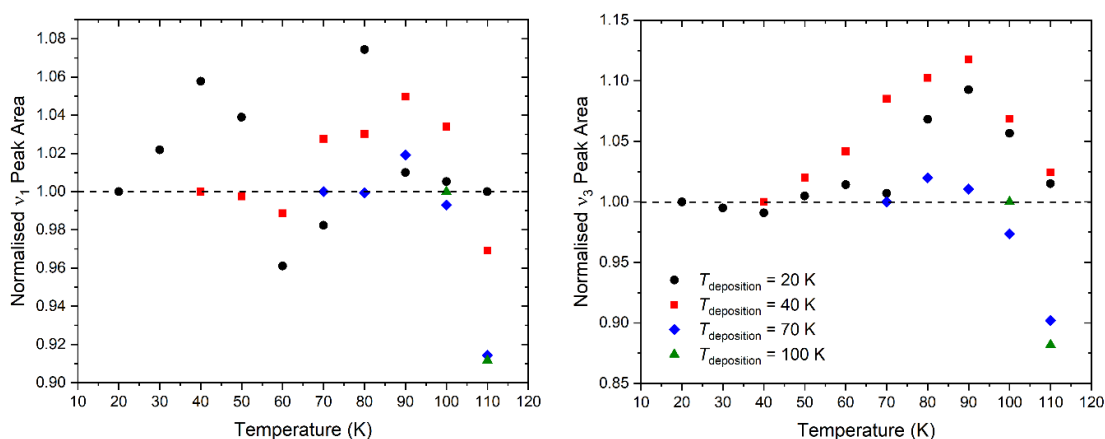 Normalised ν1 Peak Area
1.08
1.06
1.04
1.02
1.00
0.98
0.96
0.94
0.92
0.90
10 20 30 40 50 60 70 80 90 100 110 120
Temperature (K)
Normalised ν3 Peak Area
1.15
1.10
1.05
1.00
0.95
0.90
0.85
Tdeposition = 20 K
Tdeposition = 40 K
Tdeposition = 70 K
Tdeposition = 100 K
10 20 30 40 50 60 70 80 90 100 110 120
Temperature (K)